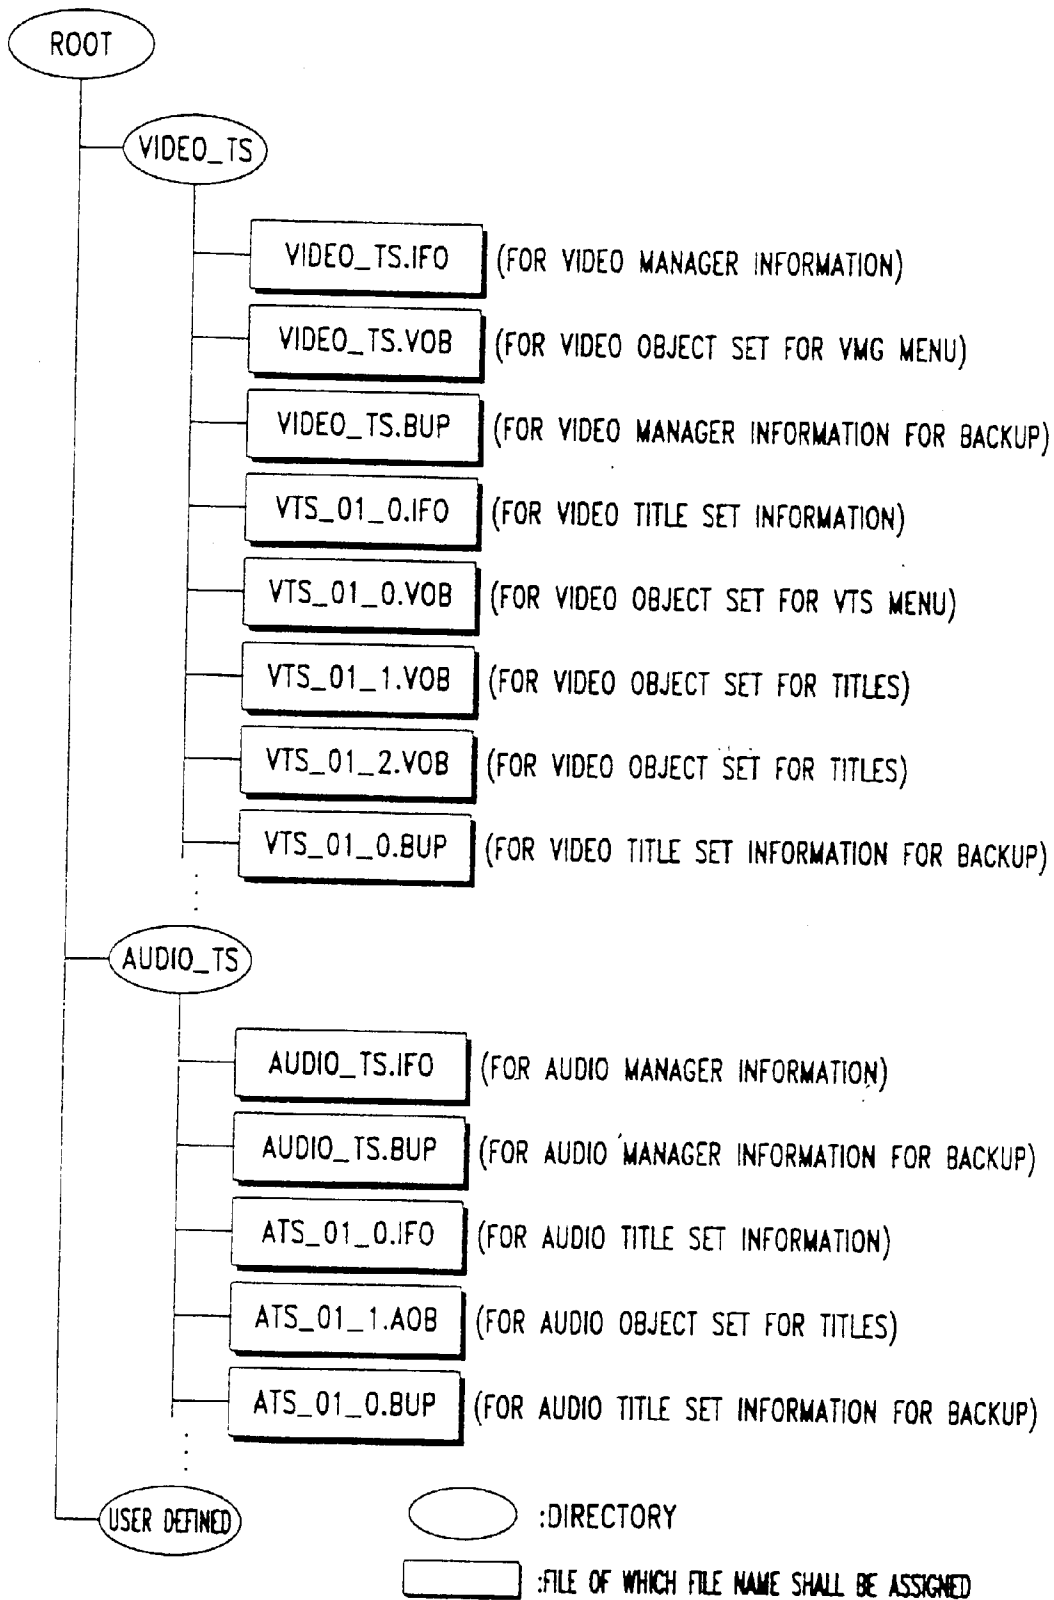 ROOT
VIDEO_TS
VIDEO_TS.IFO (FOR VIDEO MANAGER INFORMATION)
VIDEO_TS.VOB (FOR VIDEO OBJECT SET FOR VMG MENU)
VIDEO_TS.BUP (FOR VIDEO MANAGER INFORMATION FOR BACKUP)
VTS_01_0.IFO (FOR VIDEO TITLE SET INFORMATION)
VTS_01_0.VOB (FOR VIDEO OBJECT SET FOR VTS MENU)
VTS_01_1.VOB (FOR VIDEO OBJECT SET FOR TITLES)
VTS_01_2.VOB (FOR VIDEO OBJECT SET FOR TITLES)
VTS_01_0.BUP (FOR VIDEO TITLE SET INFORMATION FOR BACKUP)
AUDIO_TS
AUDIO_TS.IFO (FOR AUDIO MANAGER INFORMATION)
AUDIO_TS.BUP (FOR AUDIO MANAGER INFORMATION FOR BACKUP)
ATS_01_0.IFO (FOR AUDIO TITLE SET INFORMATION)
ATS_01_1.AOB (FOR AUDIO OBJECT SET FOR TITLES)
ATS_01_0.BUP (FOR AUDIO TITLE SET INFORMATION FOR BACKUP)
USER DEFINED
:DIRECTORY
:FILE OF WHICH FILE NAME SHALL BE ASSIGNED